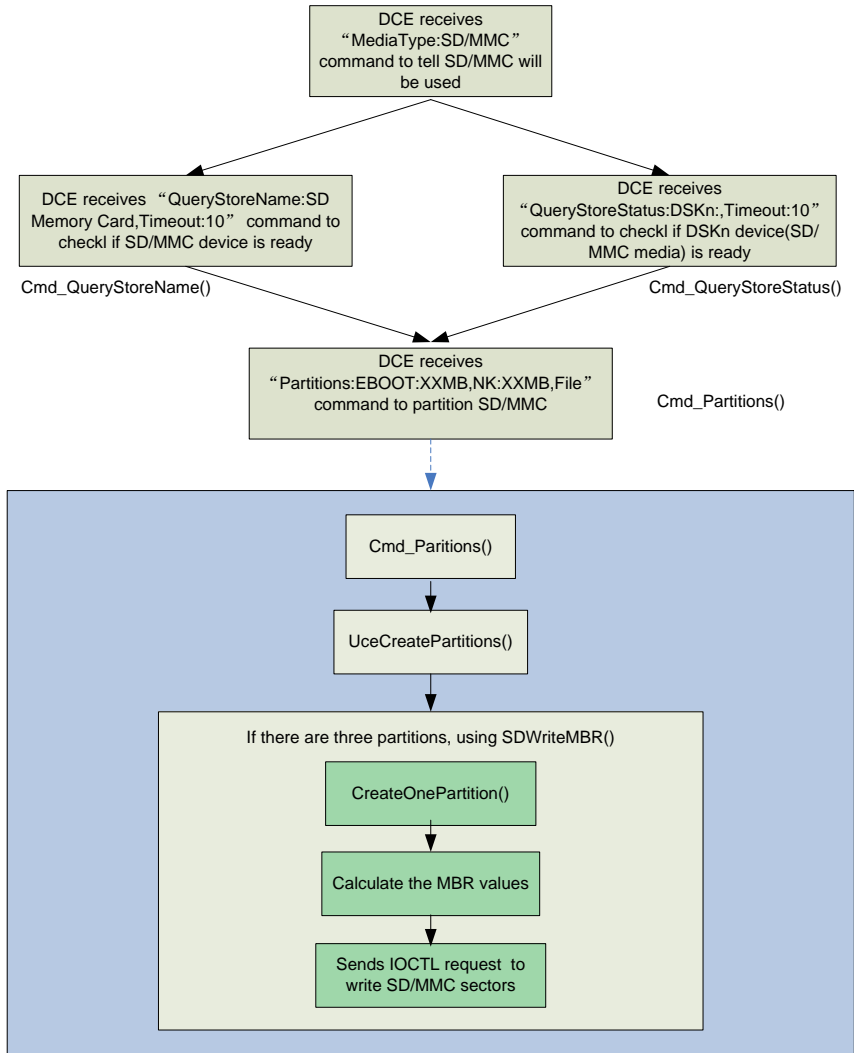 DCE receives
“MediaType:SD/MMC”
command to tell SD/MMC will
be used
DCE receives “QueryStoreName:SD
Memory Card,Timeout:10” command to
checkl if SD/MMC device is ready
DCE receives
“QueryStoreStatus:DSKn:,Timeout:10”
command to checkl if DSKn device(SD/
MMC media) is ready
Cmd_QueryStoreName()
Cmd_QueryStoreStatus()
DCE receives
“Partitions:EBOOT:XXMB,NK:XXMB,File”
command to partition SD/MMC
Cmd_Partitions()
Cmd_Paritions()
UceCreatePartitions()
If there are three partitions, using SDWriteMBR()
CreateOnePartition()
Calculate the MBR values
Sends IOCTL request to
write SD/MMC sectors